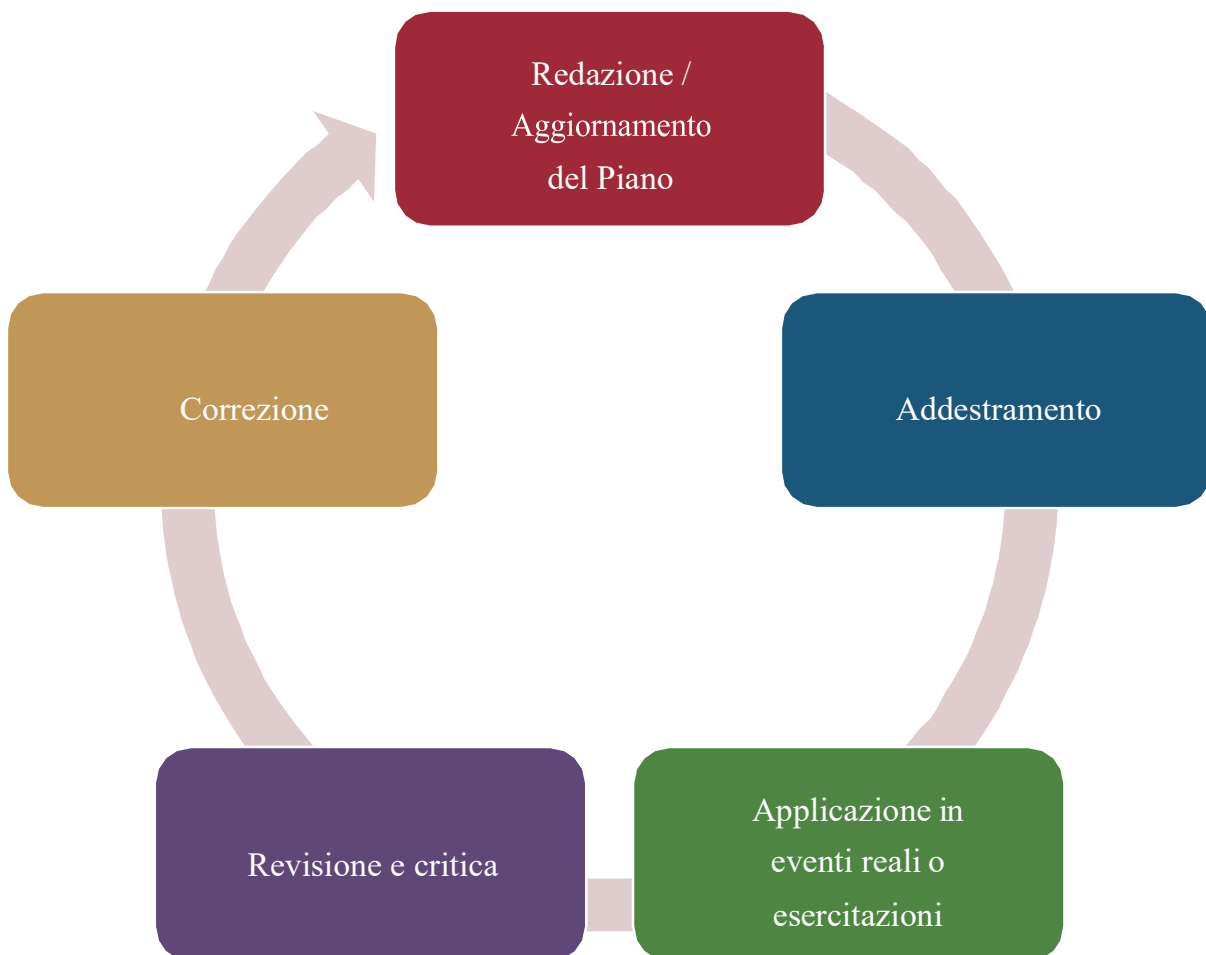 Redazione /
Aggiornamento
del Piano
Correzione
Addestramento
Revisione e critica
Applicazione in
eventi reali o
esercitazioni